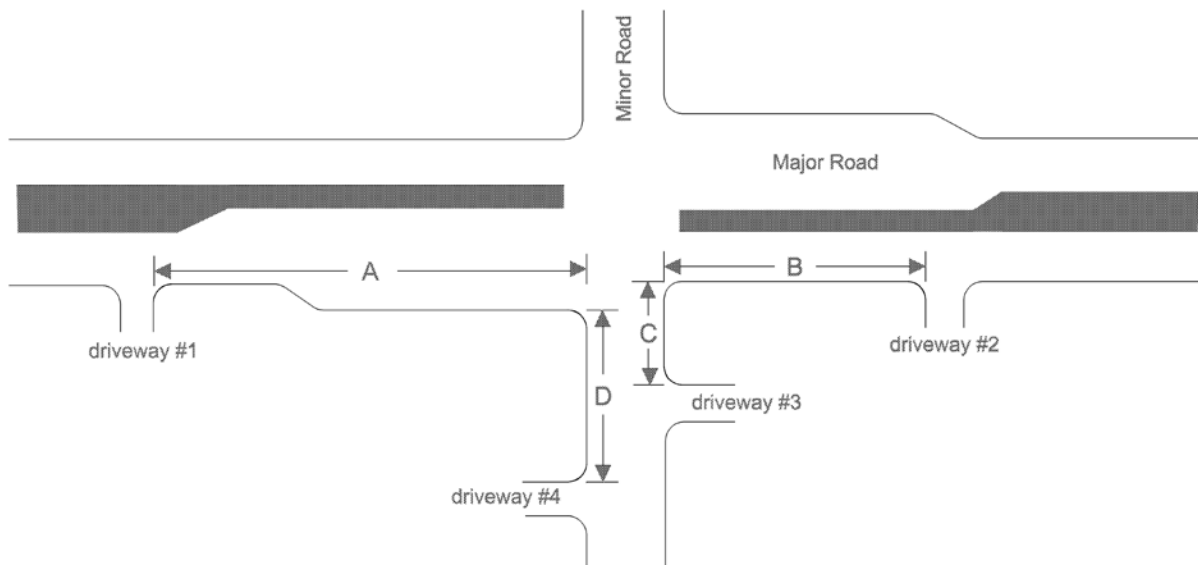 Minor Road
Major Road
A
B
C
D
driveway #1
driveway #2
driveway #3
driveway #4